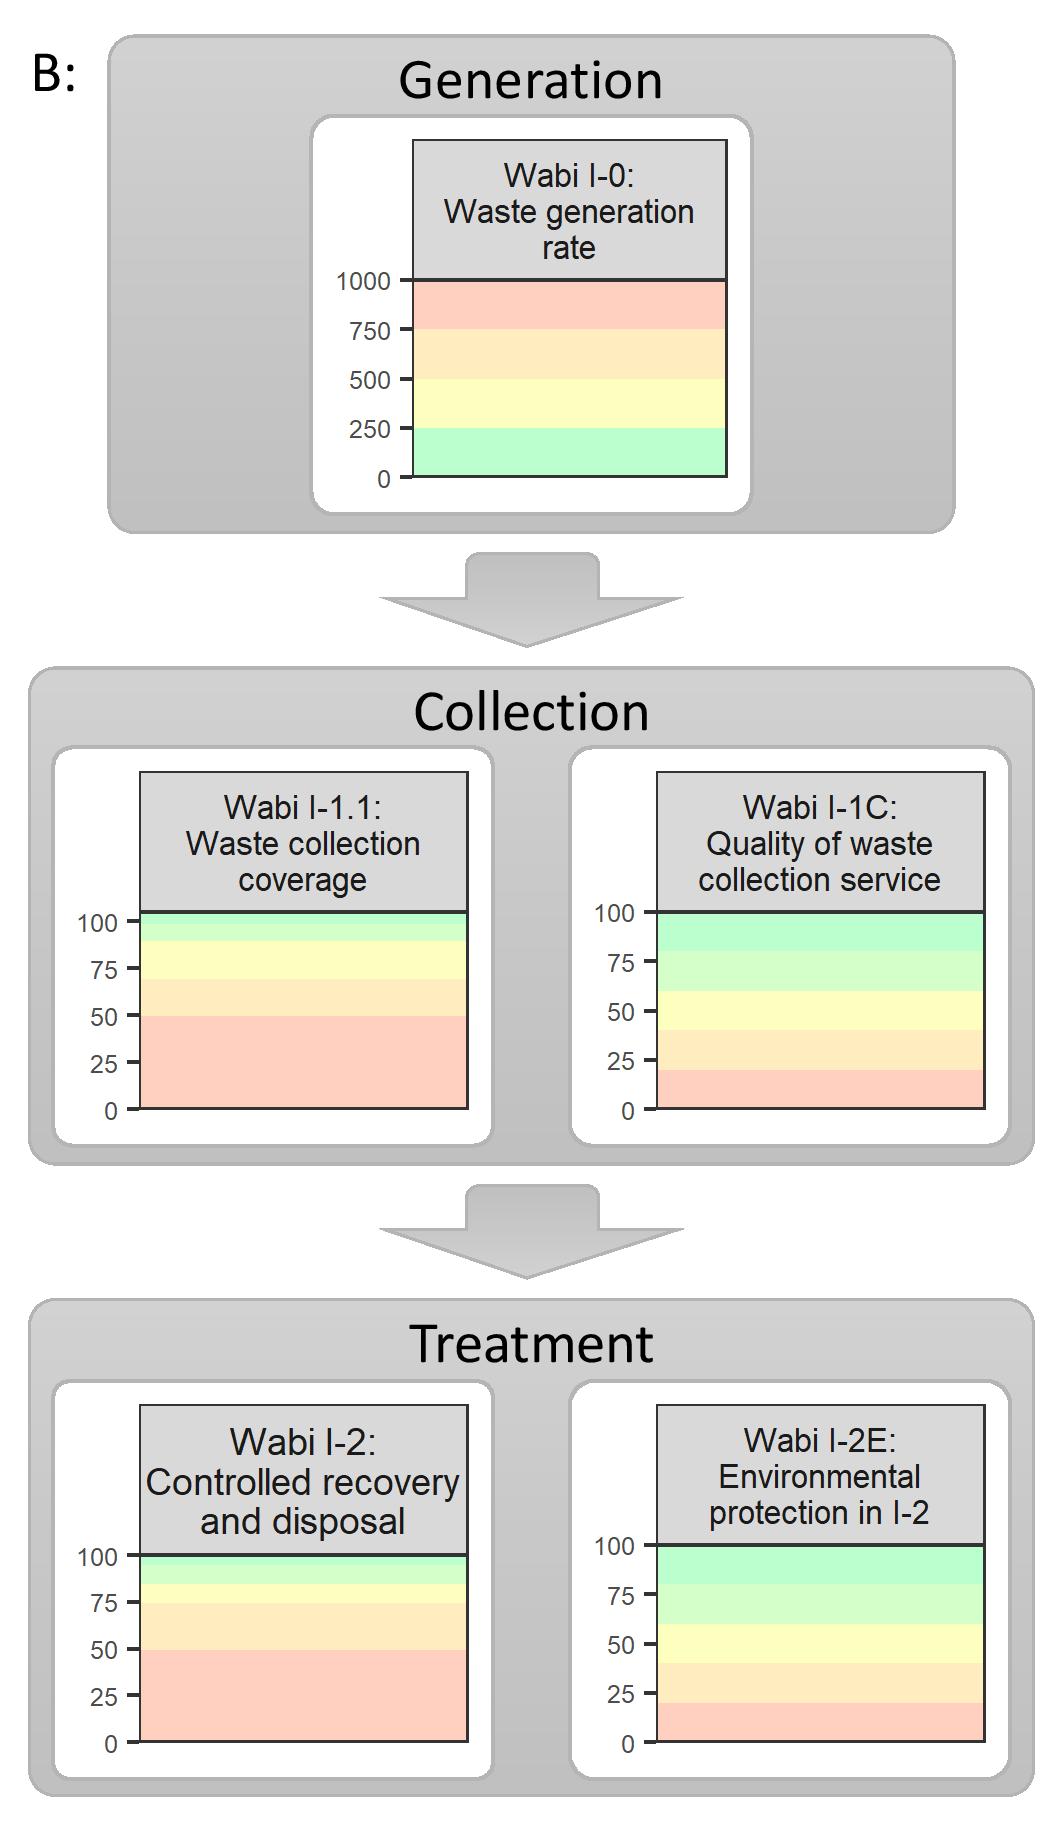 B:
Generation
Wabi I-0:
Waste generation
rate
1000
750
500
250
0
Collection
Wabi I-1.1:
Waste collection
coverage
100
75
50
25
0
Wabi I-1C:
Quality of waste
collection service
100
75
50
25
0
Treatment
Wabi I-2:
Controlled recovery
and disposal
100
75
50
25
0
Wabi I-2E:
Environmental
protection in I-2
100
75
50
25
0